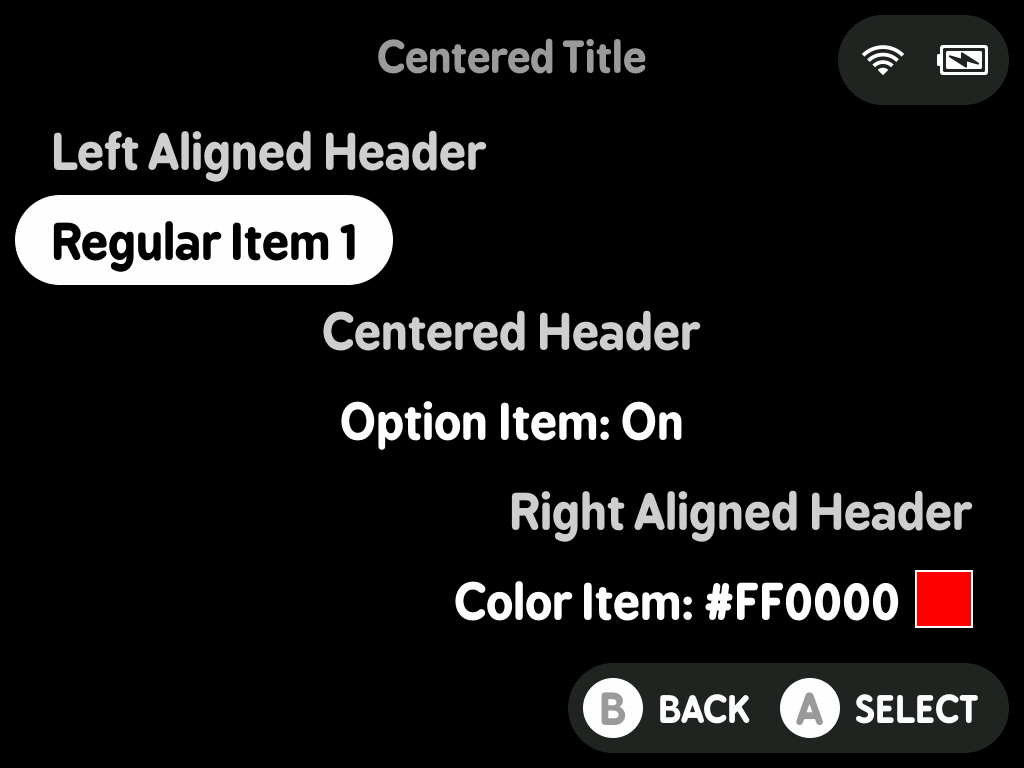 Centered Title
Left Aligned Header
Regular Item 1
Centered Header
Option Item: On
Right Aligned Header
Color Item: #FF0000
B BACK A SELECT